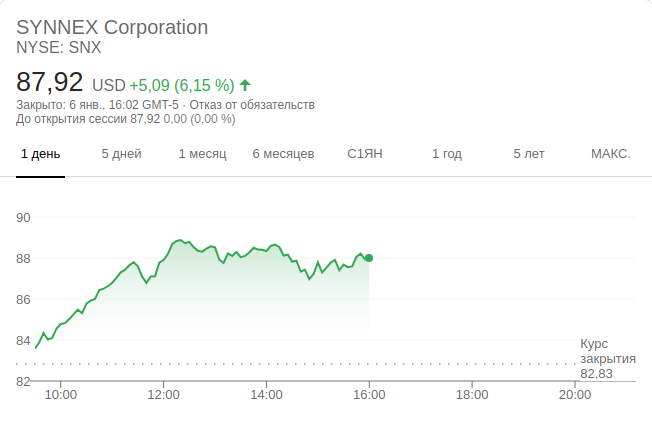 SYNNEX Corporation
NYSE: SNX
87,92 USD +5,09 (6,15 %)
Закрыто: 6 янв., 16:02 GMT-5 · Отказ от обязательств
До открытия сессии 87,92 0,00 (0,00 %)
1 день 5 дней 1 месяц 6 месяцев С1ЯН 1 год 5 лет МАКС.
90
88
86
84
Курс
закрытия
82,83
82
10:00 12:00 14:00 16:00 18:00 20:00